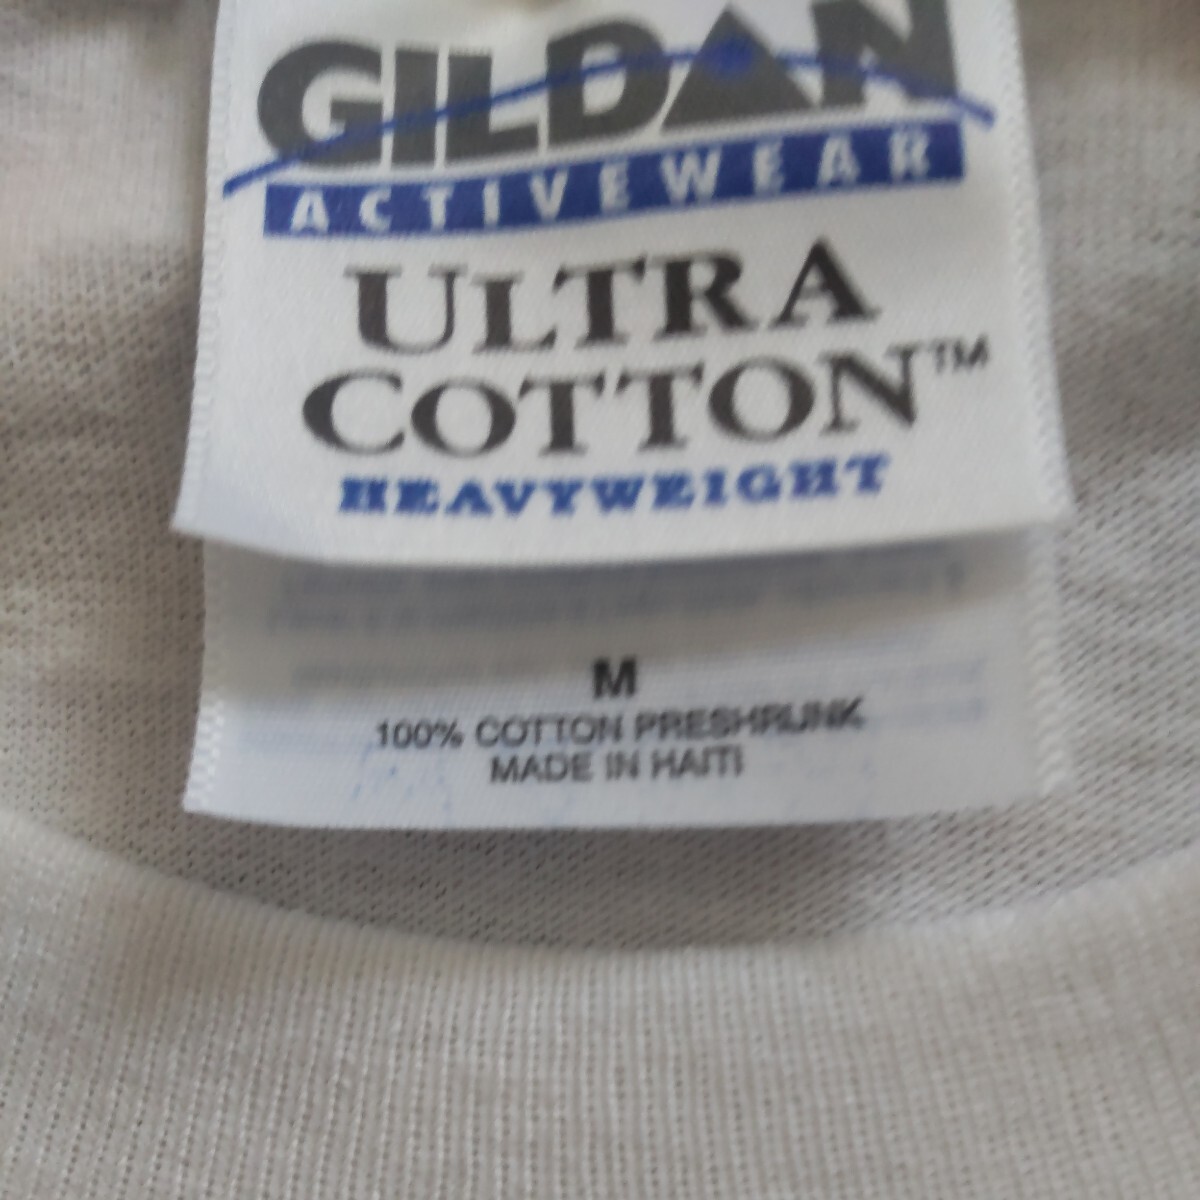 GILDAN
ACTIVEWEAR
ULTRA
COTTON™
HEAVYWEIGHT
M
100% COTTON PRESHRUNK
MADE IN HAITI